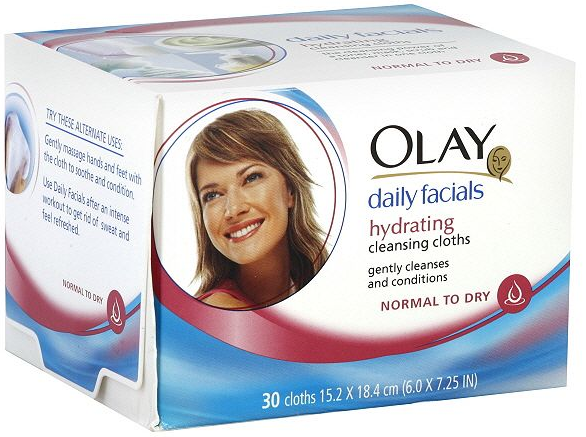 daily facials
hydrating
NORMAL TO DRY
TRY THESE ALTERNATE USES:
Gently massage hands and feet with
the cloth to soothe and condition.
Use Daily Facials after an intense
workout to get rid of sweat and
feel refreshed.
NORMAL TO DRY
OLAY
daily facials
hydrating
cleansing cloths
gently cleanses
and conditions
NORMAL TO DRY
30 cloths 15.2 X 18.4 cm (6.0 X 7.25 IN)